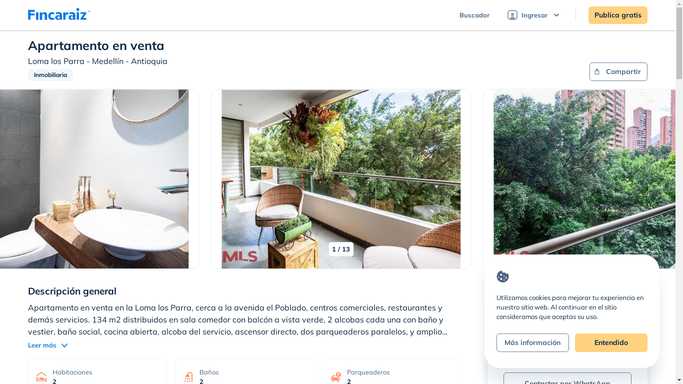 Fincaraiz
Buscador
Ingresar
Publica gratis
Apartamento en venta
Loma los Parra - Medellín - Antioquia
Inmobiliaria
Compartir
MLS
1 / 13
MLS
Descripción general
Apartamento en venta en la Loma los Parra, cerca a la avenida el Poblado, centros comerciales, restaurantes y
demás servicios. 134 m2 distribuidos en sala comedor con balcón a vista verde, 2 alcobas cada una con baño y
vestier, baño social, cocina abierta, alcoba del servicio, ascensor directo, dos parqueaderos paralelos, y amplio...
Leer más
Habitaciones
2
Baños
2
Parqueaderos
2
Utilizamos cookies para mejorar tu experiencia en
nuestro sitio web. Al continuar en el sitio
consideramos que aceptas su uso.
Más información
Entendido
Contactar por WhatsApp